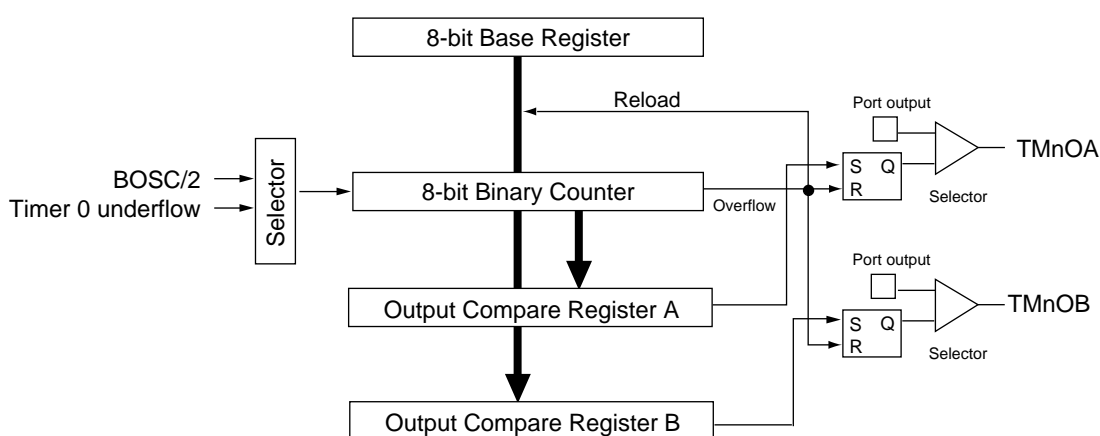 8-bit Base Register
Reload
Port output
TMnOA
S Q
R
Selector
BOSC/2
Timer 0 underflow
Selector
8-bit Binary Counter
Overflow
Port output
TMnOB
S Q
R
Selector
Output Compare Register A
Output Compare Register B